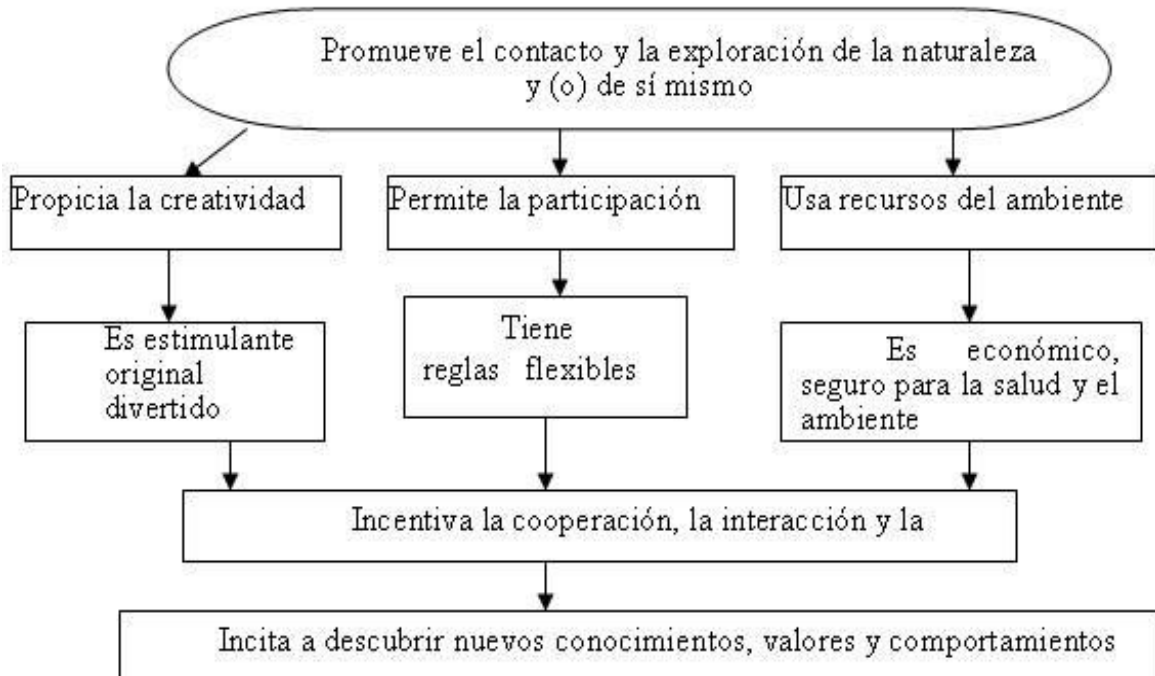 Promueve el contacto y la exploración de la naturaleza
y (o) de sí mismo
Propicia la creatividad
Permite la participación
Usa recursos del ambiente
Es estimulante
original
divertido
Tiene
reglas flexibles
Es económico,
seguro para la salud y el
ambiente
Incentiva la cooperación, la interacción y la
Incita a descubrir nuevos conocimientos, valores y comportamientos